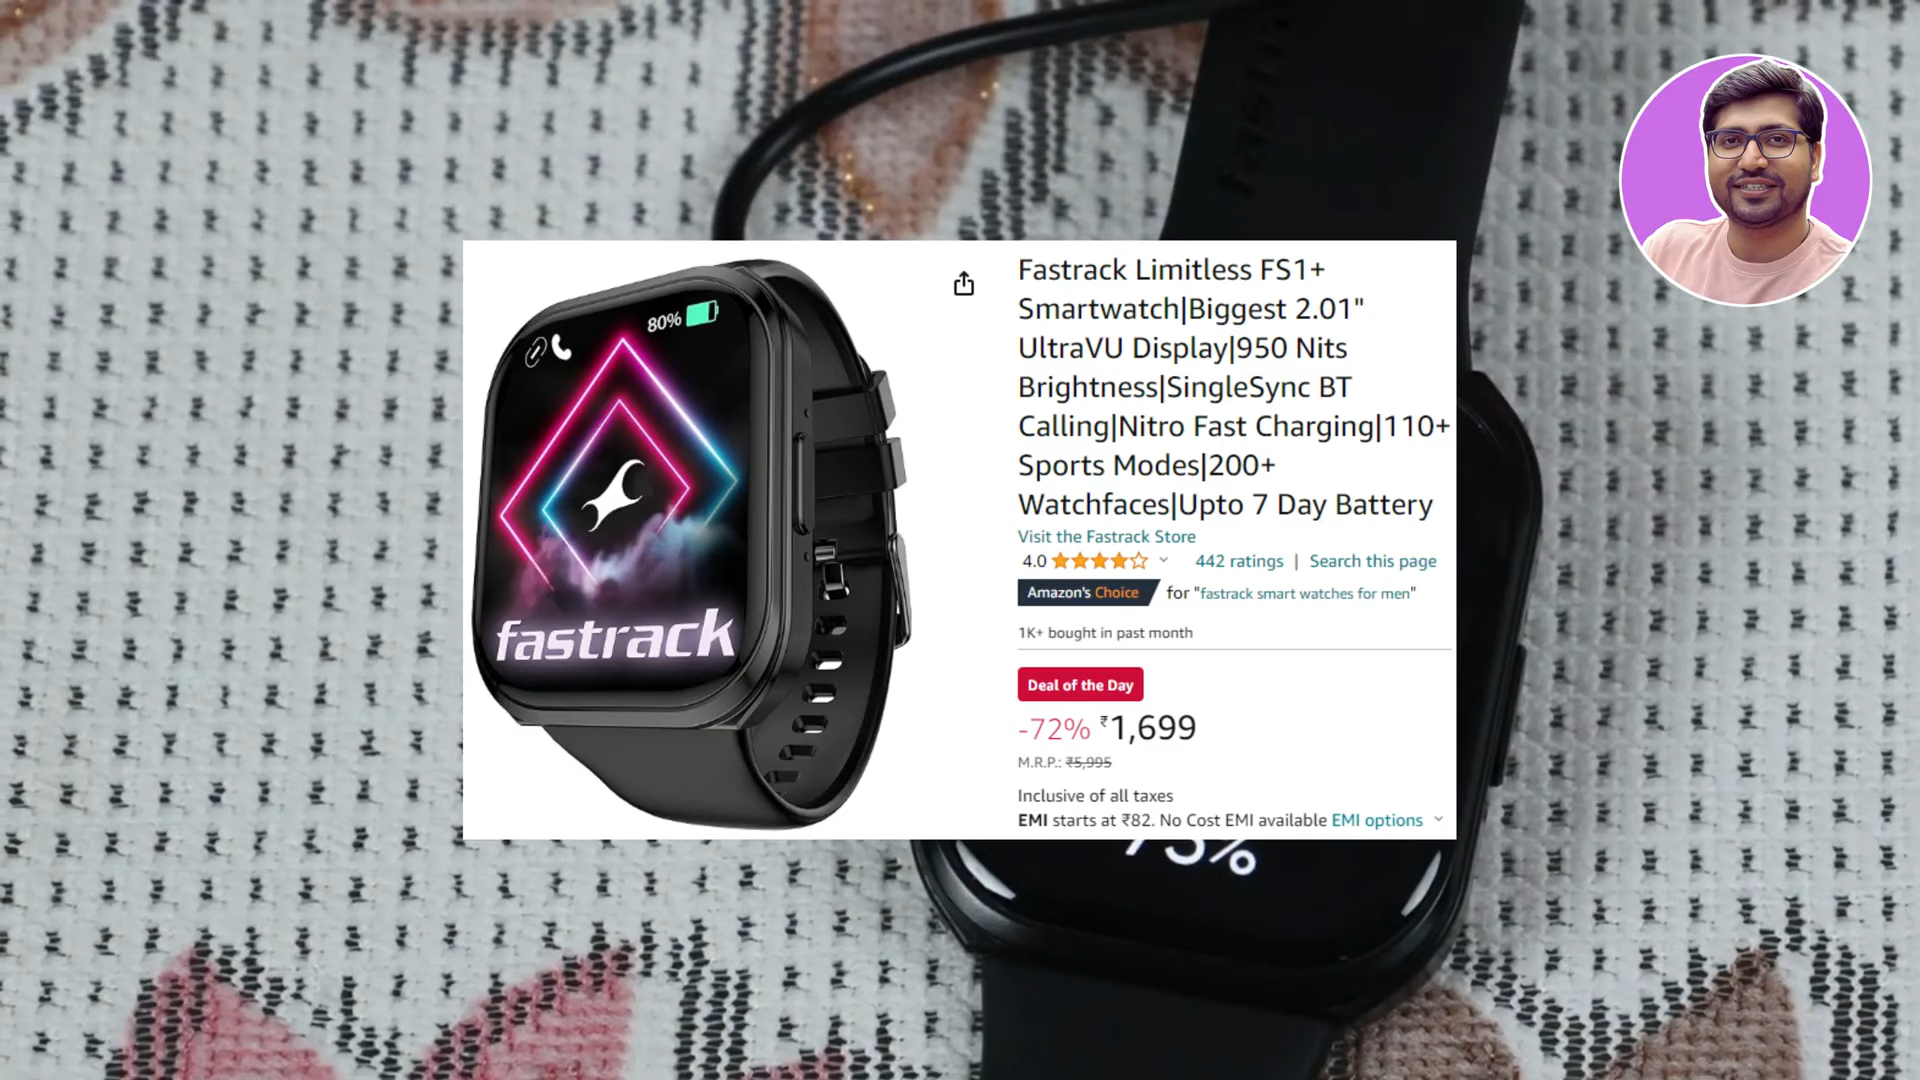 80%
fastrack
Fastrack Limitless FS1+
Smartwatch|Biggest 2.01"
UltraVU Display|950 Nits
Brightness|SingleSync BT
Calling|Nitro Fast Charging|110+
Sports Modes|200+
Watchfaces|Upto 7 Day Battery
Visit the Fastrack Store
4.0 442 ratings | Search this page
Amazon's Choice for "fastrack smart watches for men"
1K+ bought in past month
Deal of the Day
-72% ₹1,699
M.R.P.: ₹5,995
Inclusive of all taxes
EMI starts at ₹82. No Cost EMI available EMI options